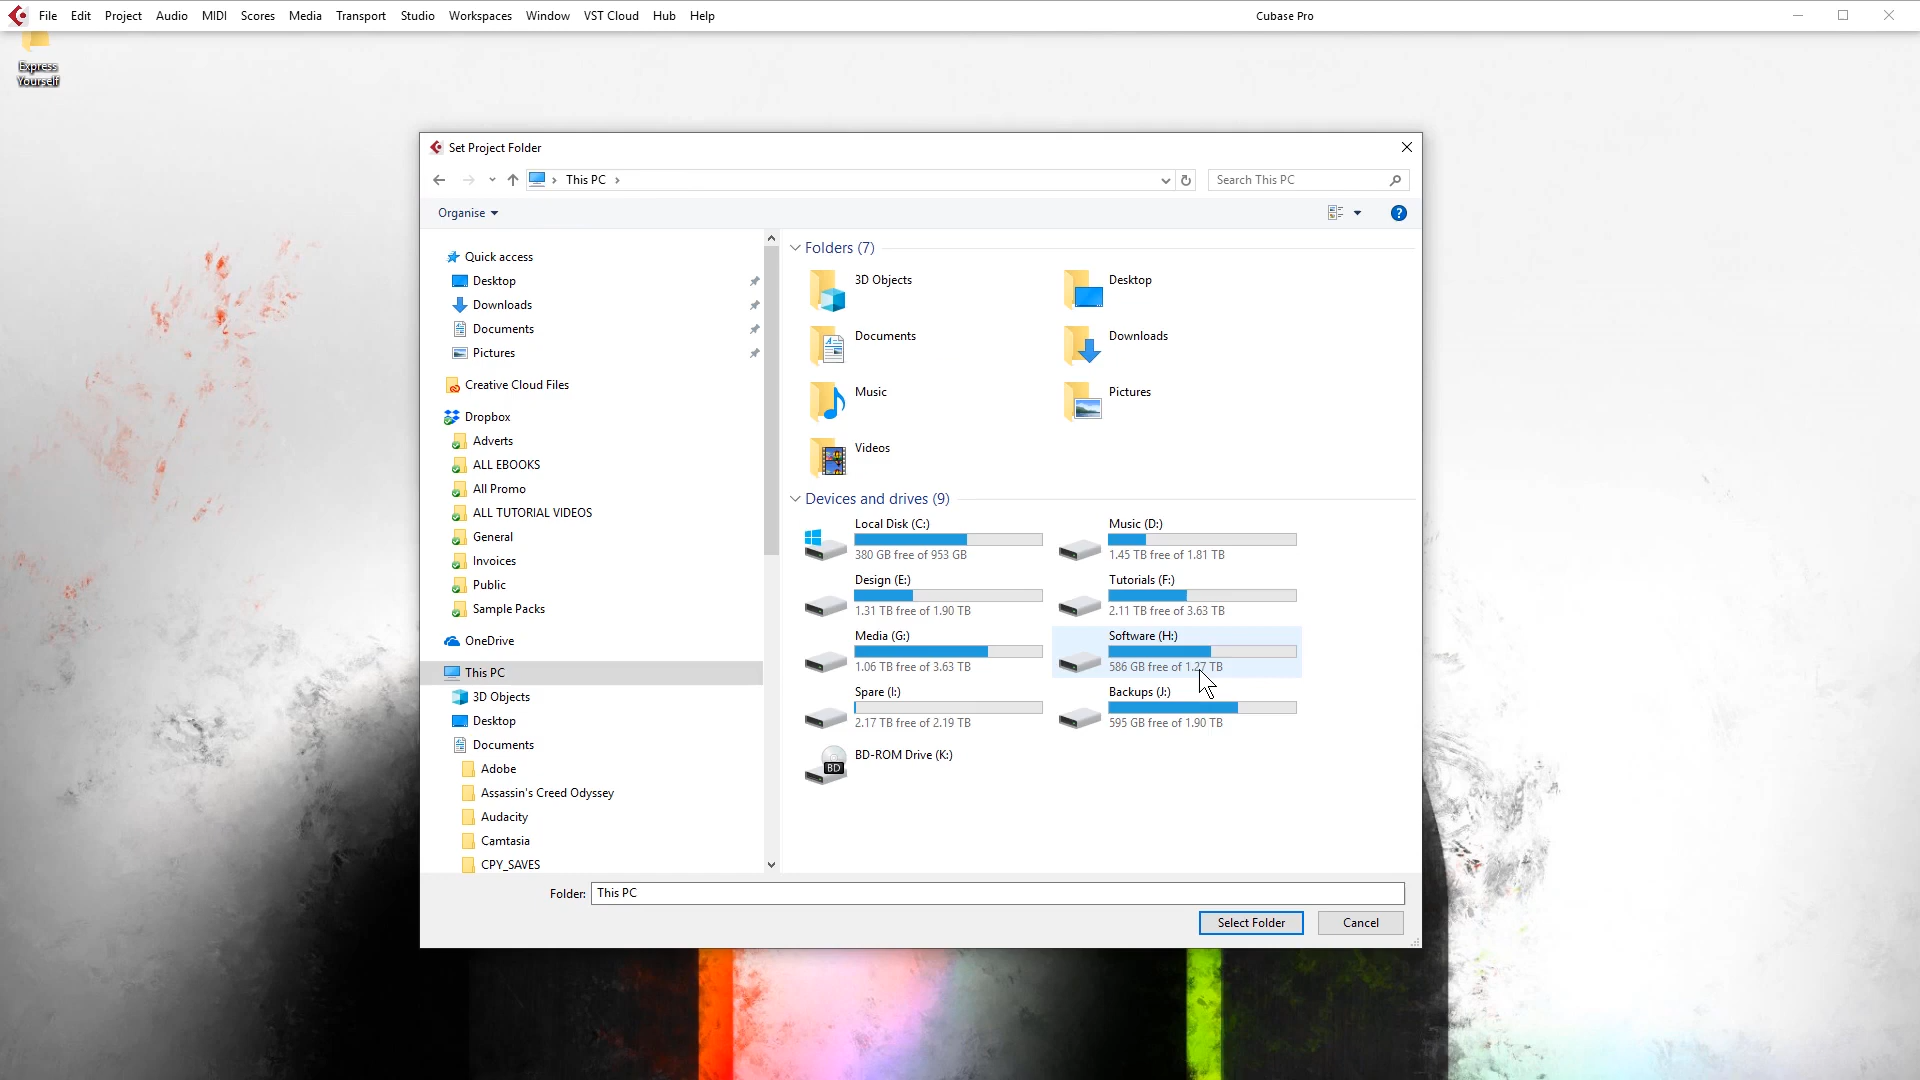 File Edit Project Audio MIDI Scores Media Transport Studio Workspaces Window VST Cloud Hub Help
Cubase Pro
Express
Yourself
Set Project Folder
This PC
Search This PC
Organise
?
Quick access
Desktop
Downloads
Documents
Pictures
Creative Cloud Files
Dropbox
Adverts
ALL EBOOKS
All Promo
ALL TUTORIAL VIDEOS
General
Invoices
Public
Sample Packs
OneDrive
This PC
3D Objects
Desktop
Documents
Adobe
Assassin's Creed Odyssey
Audacity
Camtasia
CPY_SAVES
Folders (7)
3D Objects
Desktop
Documents
Downloads
Music
Pictures
Videos
Devices and drives (9)
Local Disk (C:)
380 GB free of 953 GB
Music (D:)
1.45 TB free of 1.81 TB
Design (E:)
1.31 TB free of 1.90 TB
Tutorials (F:)
2.11 TB free of 3.63 TB
Media (G:)
1.06 TB free of 3.63 TB
Software (H:)
586 GB free of 1.27 TB
Spare (I:)
2.17 TB free of 2.19 TB
Backups (J:)
595 GB free of 1.90 TB
BD-ROM Drive (K:)
BD
Folder: This PC
Select Folder
Cancel